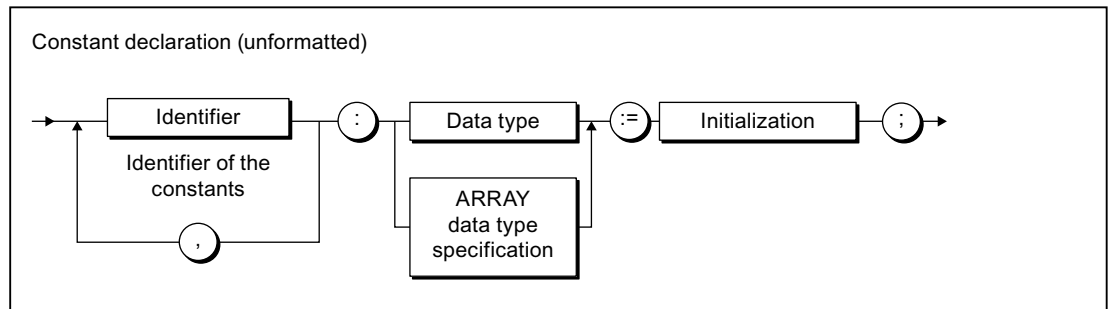 Constant declaration (unformatted)
Identifier
:
Data type
:=
Initialization
;
Identifier of the
constants
,
ARRAY
data type
specification